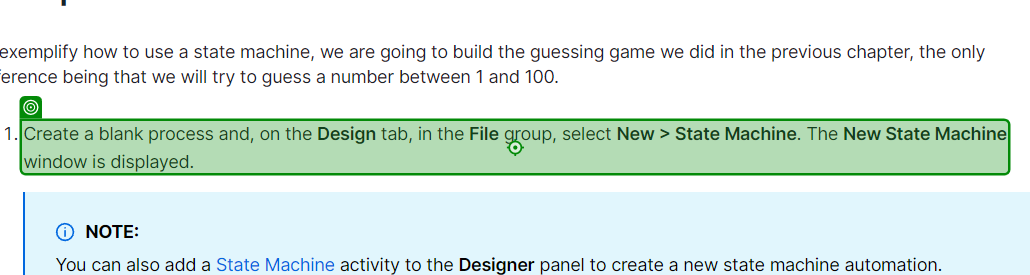 exemplify how to use a state machine, we are going to build the guessing game we did in the previous chapter, the only
ference being that we will try to guess a number between 1 and 100.
1. Create a blank process and, on the Design tab, in the File group, select New > State Machine. The New State Machine
window is displayed.
NOTE:
You can also add a State Machine activity to the Designer panel to create a new state machine automation.